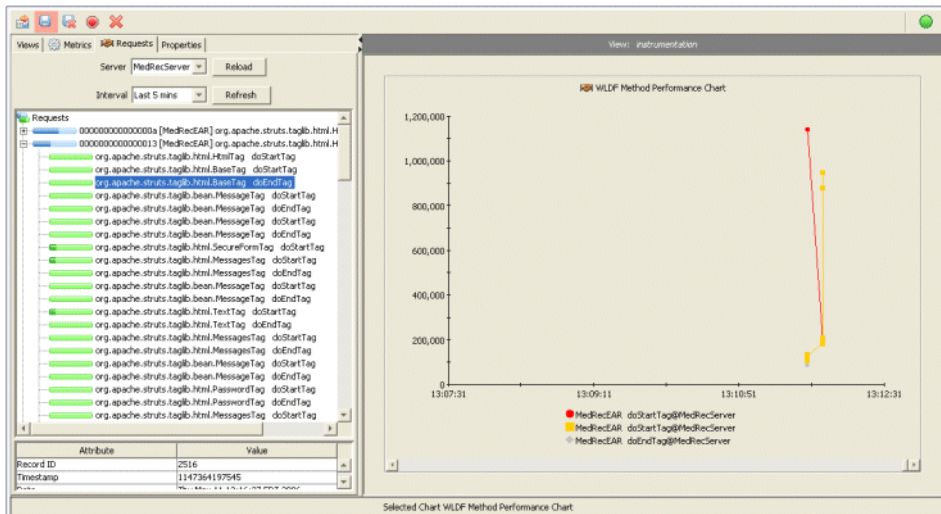 Views Metrics Requests Properties
Server MedRecServer Reload
Interval Last 5 mins Refresh
Requests
000000000000000a [MedRecEAR] org.apache.struts.taglib.html.H
0000000000000013 [MedRecEAR] org.apache.struts.taglib.html.H
org.apache.struts.taglib.html.HtmlTag doStartTag
org.apache.struts.taglib.html.BaseTag doStartTag
org.apache.struts.taglib.html.BaseTag doEndTag
org.apache.struts.taglib.bean.MessageTag doStartTag
org.apache.struts.taglib.bean.MessageTag doEndTag
org.apache.struts.taglib.bean.MessageTag doStartTag
org.apache.struts.taglib.bean.MessageTag doEndTag
org.apache.struts.taglib.html.SecureFormTag doStartTag
org.apache.struts.taglib.html.MessagesTag doStartTag
org.apache.struts.taglib.html.MessagesTag doEndTag
org.apache.struts.taglib.bean.MessageTag doStartTag
org.apache.struts.taglib.bean.MessageTag doEndTag
org.apache.struts.taglib.html.TextTag doStartTag
org.apache.struts.taglib.html.TextTag doEndTag
org.apache.struts.taglib.html.MessagesTag doStartTag
org.apache.struts.taglib.html.MessagesTag doEndTag
org.apache.struts.taglib.bean.MessageTag doStartTag
org.apache.struts.taglib.bean.MessageTag doEndTag
org.apache.struts.taglib.html.PasswordTag doStartTag
org.apache.struts.taglib.html.PasswordTag doEndTag
org.apache.struts.taglib.html.MessagesTag doStartTag
Attribute Value
Record ID 2516
Timestamp 1147364197545
View: instrumentation
WLDF Method Performance Chart
1,200,000
1,000,000
800,000
600,000
400,000
200,000
0
13:07:31 13:09:11 13:10:51 13:12:31
MedRecEAR doStartTag@MedRecServer
MedRecEAR doStartTag@MedRecServer
MedRecEAR doEndTag@MedRecServer
Selected Chart WLDF Method Performance Chart